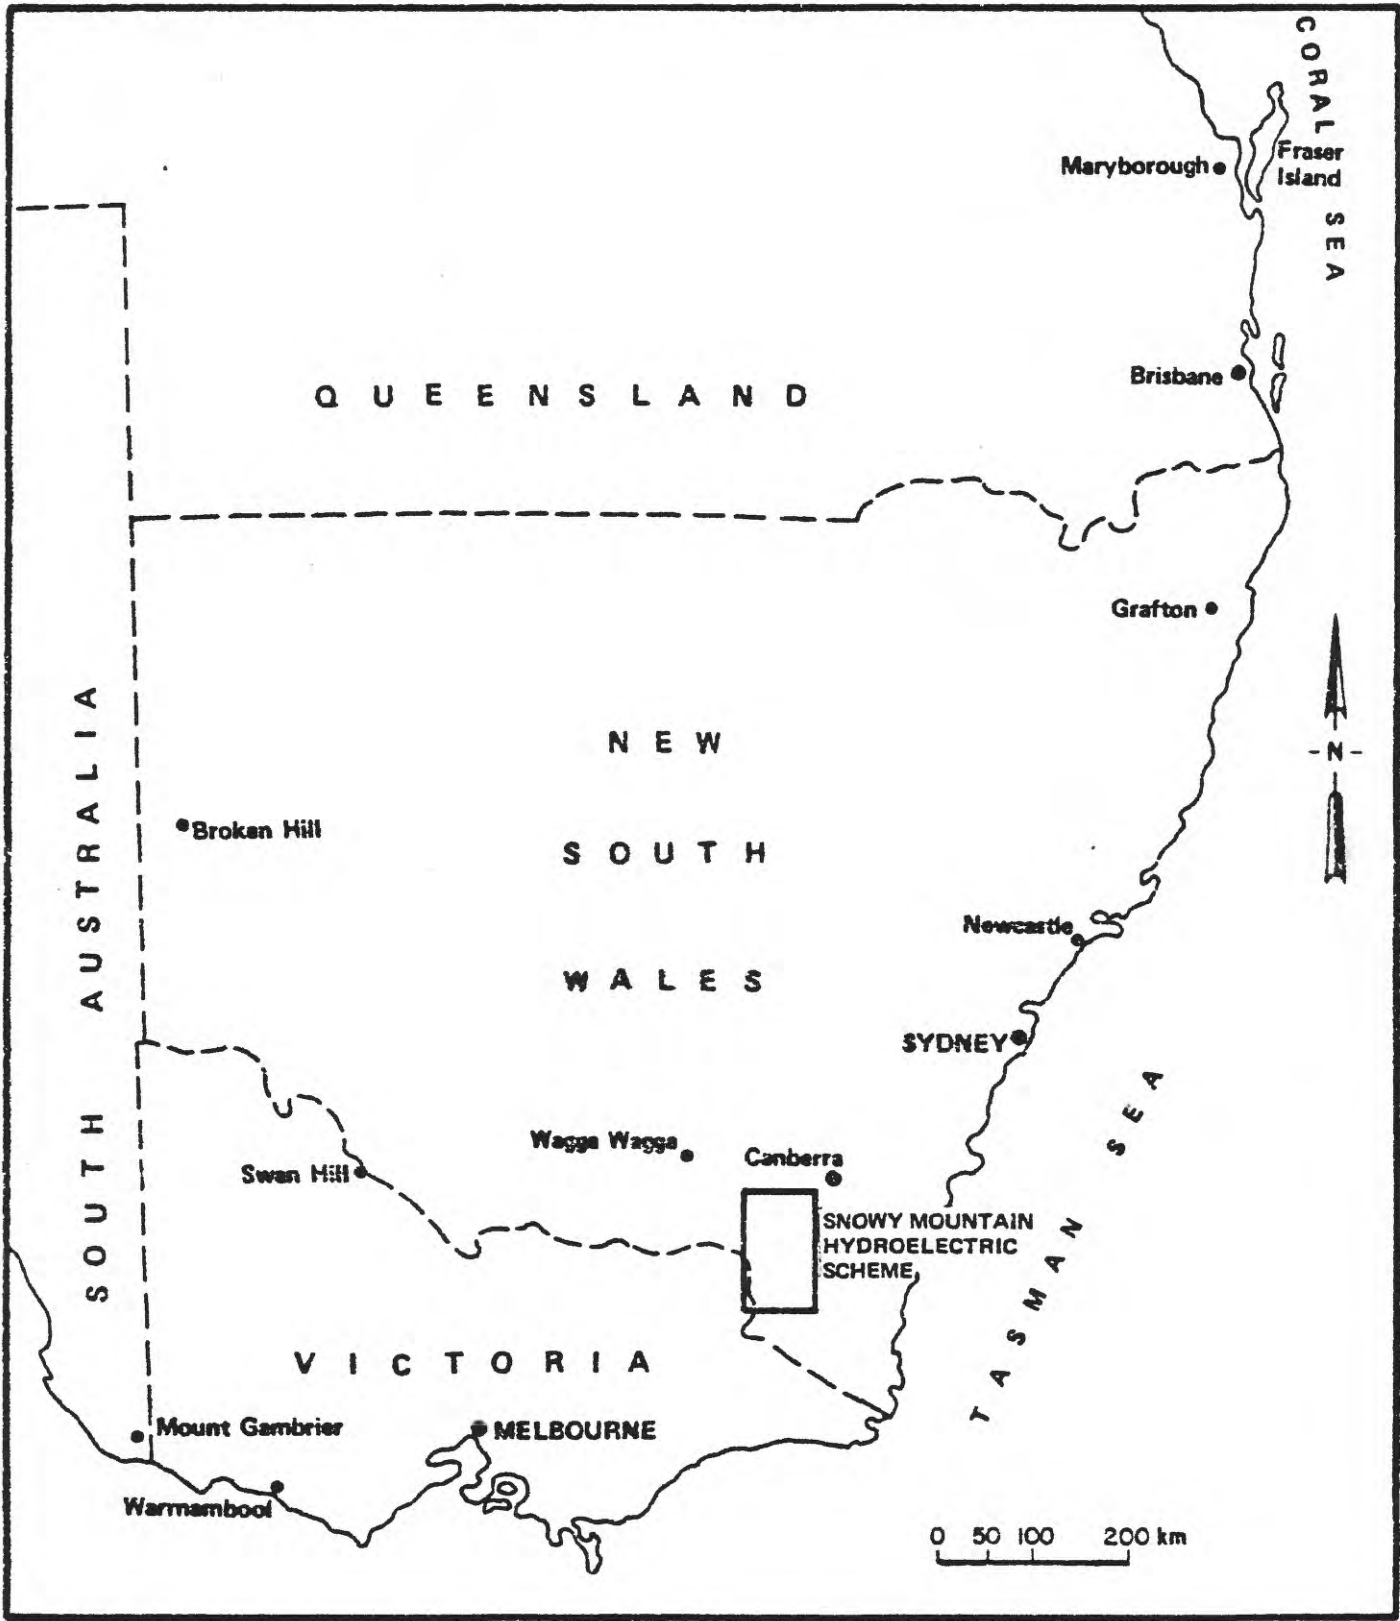 CORAL SEA
Maryborough
Fraser
Island
Brisbane
QUEENSLAND
Grafton
- N -
NEW
SOUTH
WALES
SOUTH AUSTRALIA
Broken Hill
Newcastle
SYDNEY
TASMAN SEA
Wagga Wagga
Canberra
Swan Hill
SNOWY MOUNTAIN
HYDROELECTRIC
SCHEME
VICTORIA
Mount Gambrier
MELBOURNE
Warrnambool
0 50 100 200 km